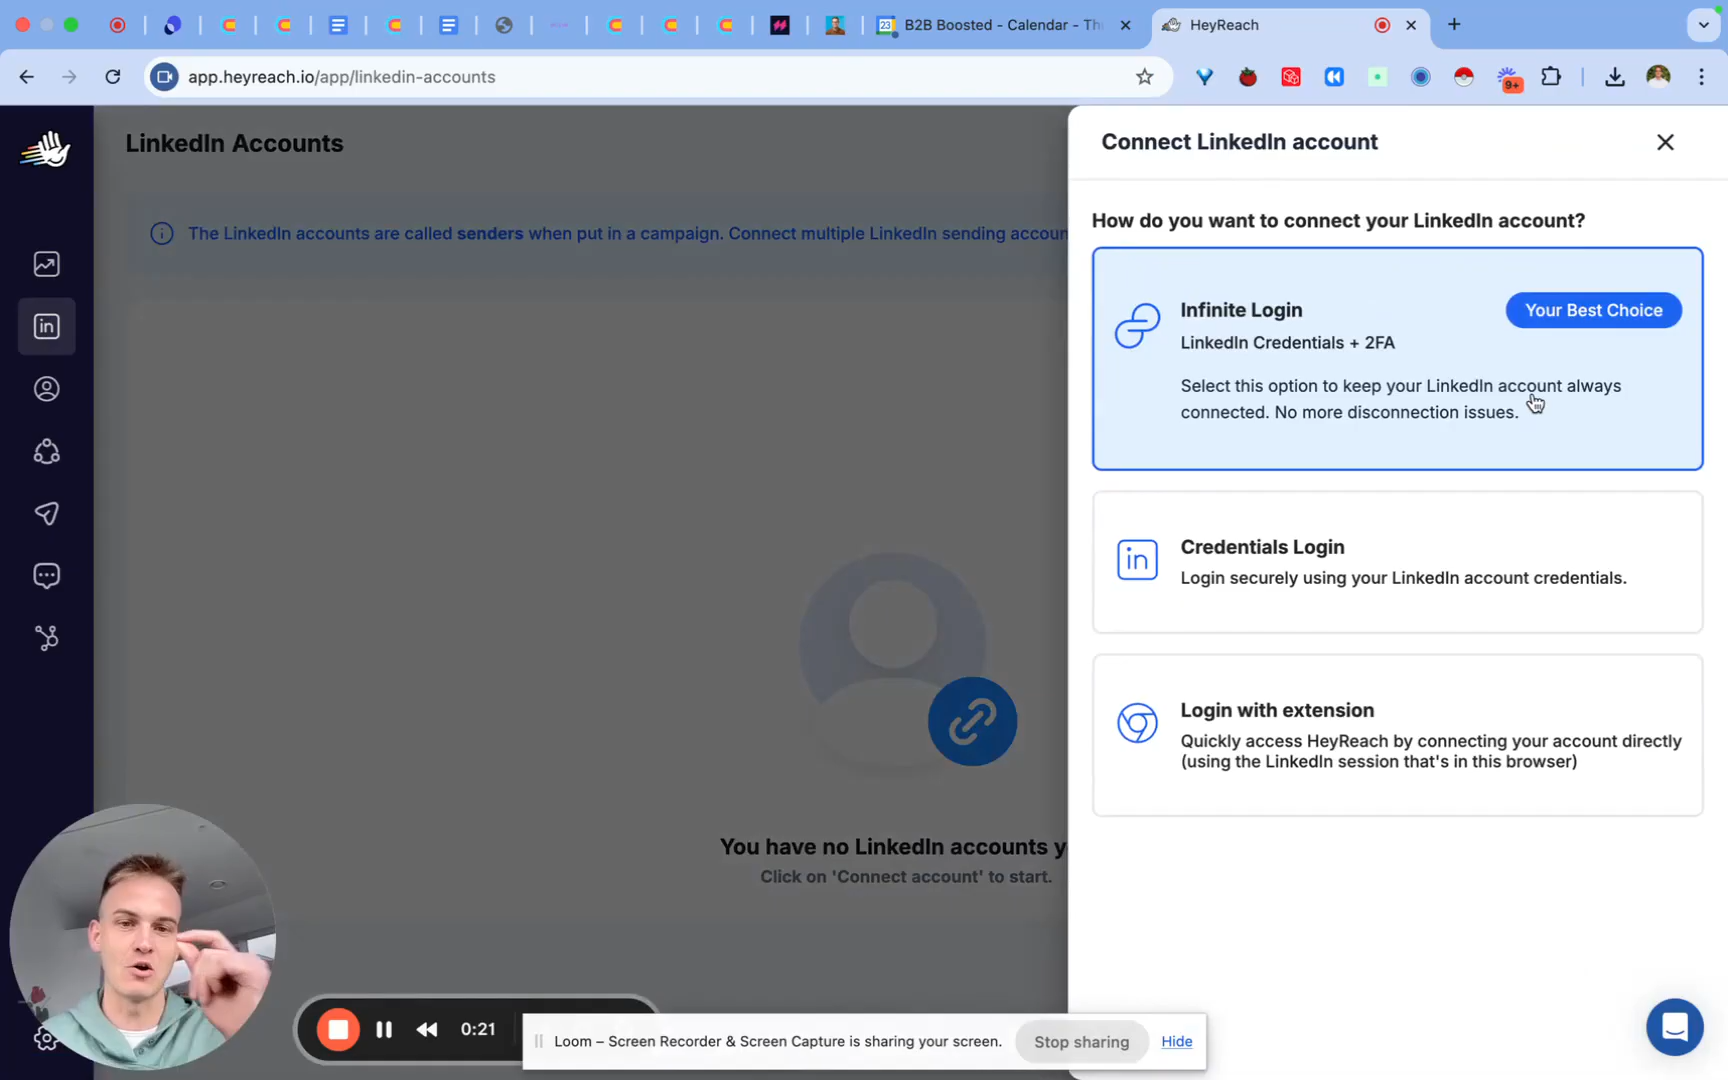 B2B Boosted - Calendar - Th
HeyReach
app.heyreach.io/app/linkedin-accounts
9+
23
LinkedIn Accounts
The LinkedIn accounts are called senders when put in a campaign. Connect multiple LinkedIn sending accoun
You have no LinkedIn accounts y
Click on 'Connect account' to start.
Connect LinkedIn account
How do you want to connect your LinkedIn account?
Infinite Login
Your Best Choice
LinkedIn Credentials + 2FA
Select this option to keep your LinkedIn account always
connected. No more disconnection issues.
in
Credentials Login
Login securely using your LinkedIn account credentials.
Login with extension
Quickly access HeyReach by connecting your account directly
(using the LinkedIn session that's in this browser)
in
0:21
Loom – Screen Recorder & Screen Capture is sharing your screen.
Stop sharing
Hide